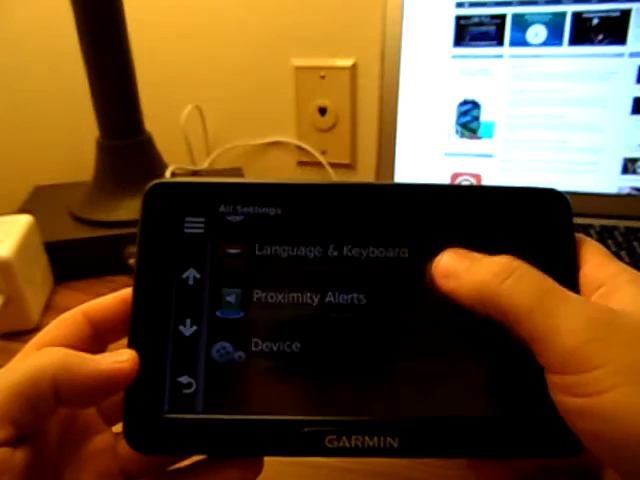 All Settings
Language & Keyboard
Proximity Alerts
Device
GARMIN